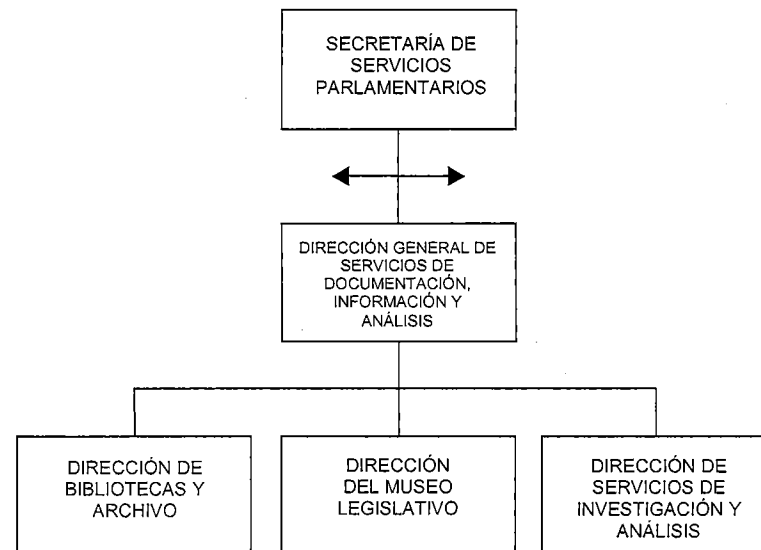 SECRETARÍA DE
SERVICIOS
PARLAMENTARIOS
DIRECCIÓN GENERAL DE
SERVICIOS DE
DOCUMENTACIÓN,
INFORMACIÓN Y
ANÁLISIS
DIRECCIÓN DE
BIBLIOTECAS Y
ARCHIVO
DIRECCIÓN
DEL MUSEO
LEGISLATIVO
DIRECCIÓN DE
SERVICIOS DE
INVESTIGACIÓN Y
ANÁLISIS